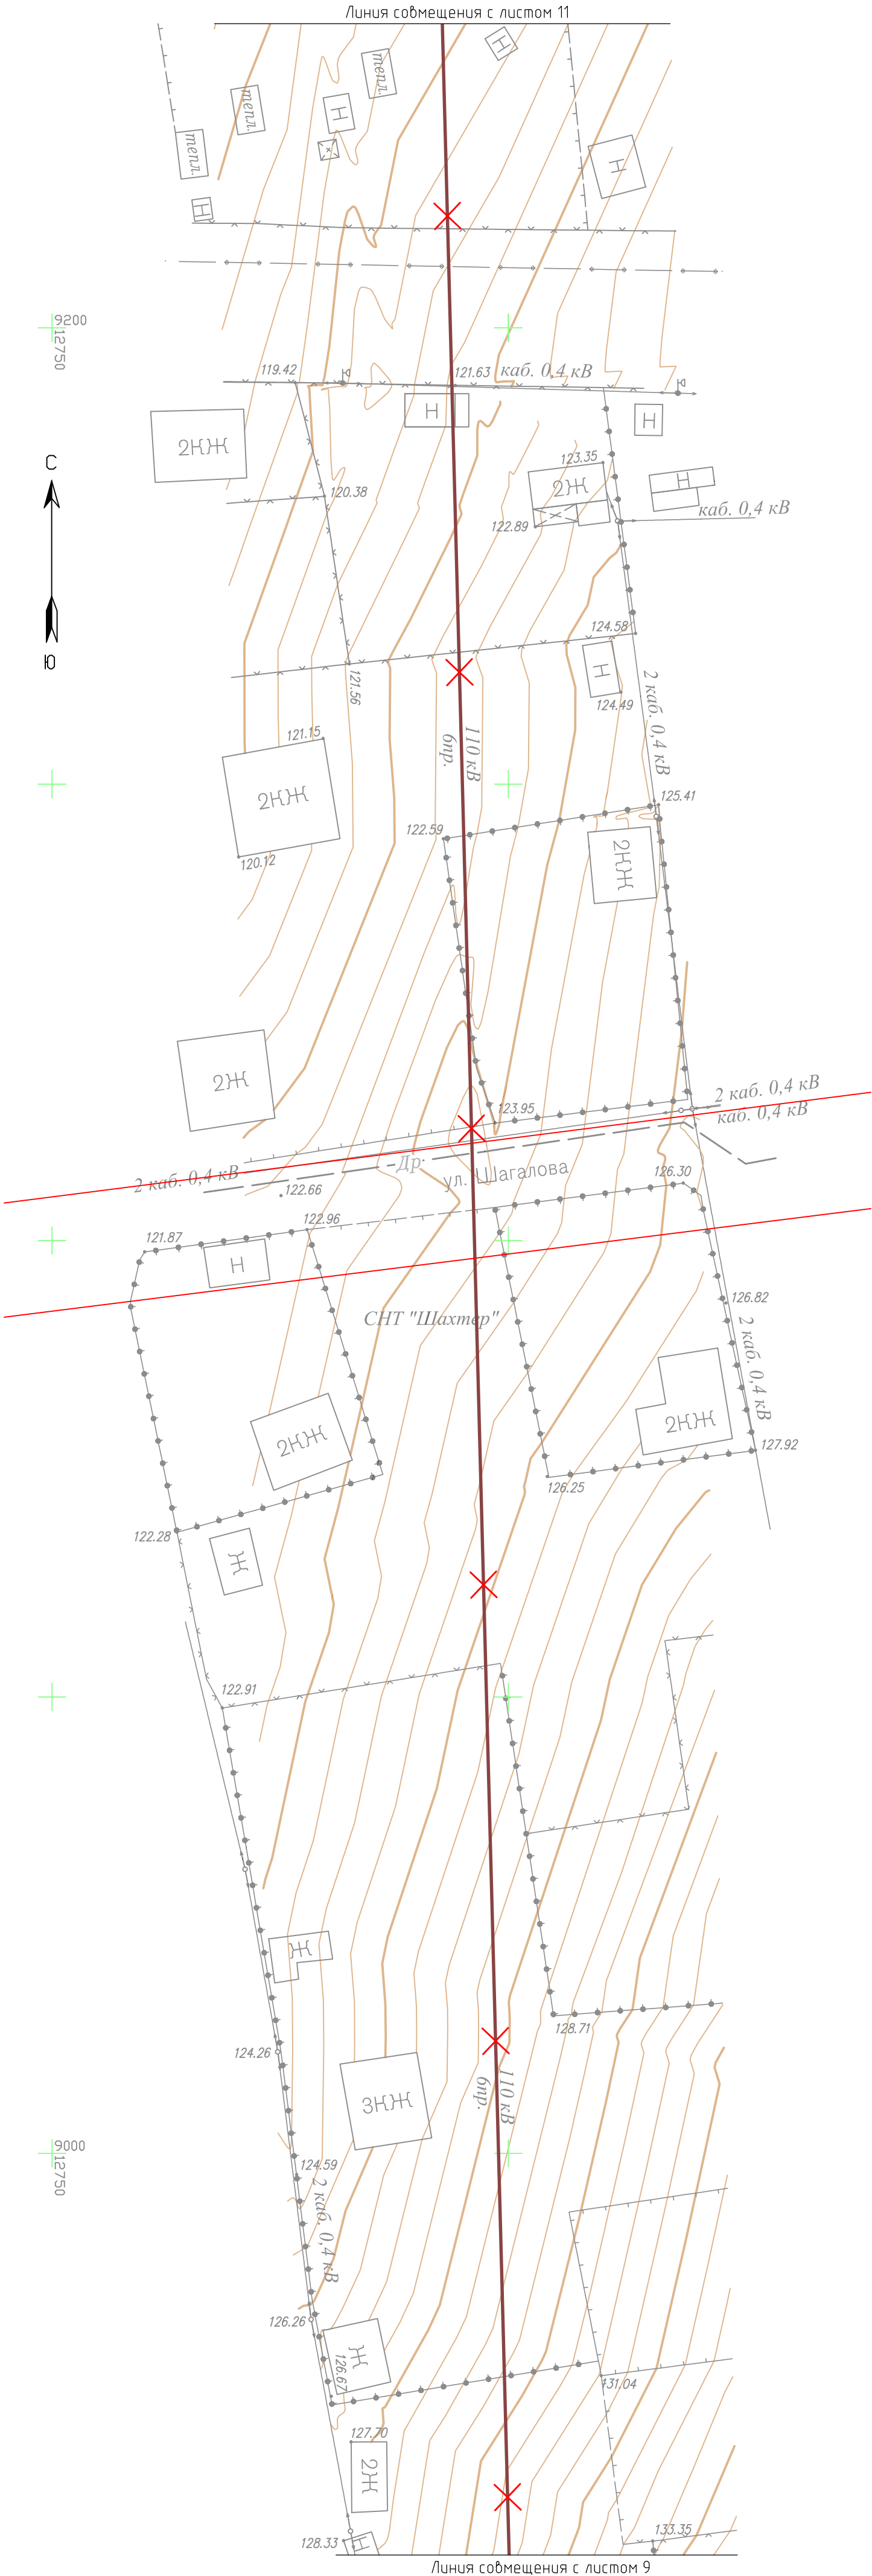 Линия совмещения с листом 11
Н
тепл.
тепл.
Н
тепл.
Н
Н
9200
12750
119.42
121.63
каб. 0,4 кВ
Н
Н
2КЖ
С
123.35
2Ж
Н
120.38
122.89
каб. 0,4 кВ
124.58
Ю
121.56
Н
124.49
2 каб. 0,4 кВ
121.15
110 кВ
6пр.
2КЖ
125.41
122.59
120.12
2КЖ
2Ж
2 каб. 0,4 кВ
123.95
каб. 0,4 кВ
Др.
2 каб. 0,4 кВ
ул. Шагалова
126.30
122.66
122.96
121.87
Н
126.82
СНТ "Шахтер"
2 каб. 0,4 кВ
2КЖ
2КЖ
127.92
126.25
122.28
Ж
122.91
Ж
128.71
124.26
110 кВ
6пр.
3КЖ
9000
12750
124.59
2 каб. 0,4 кВ
126.26
Ж
126.67
131.04
127.70
2Ж
133.35
128.33
Н
Линия совмещения с листом 9